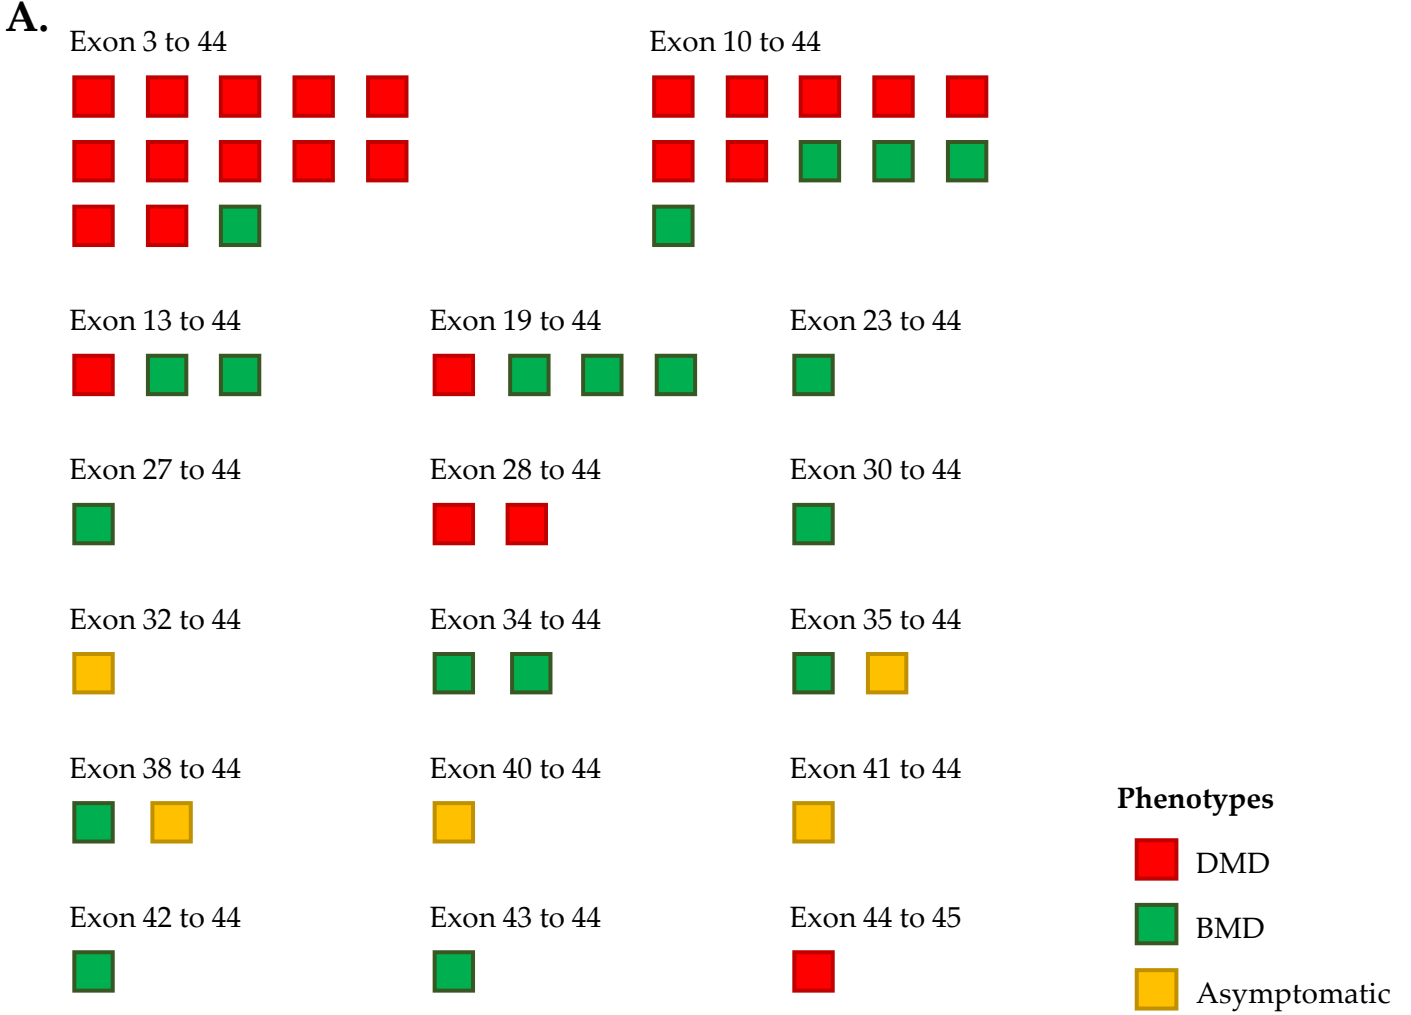 A.
Exon 3 to 44
Exon 10 to 44
Exon 13 to 44
Exon 19 to 44
Exon 23 to 44
Exon 27 to 44
Exon 28 to 44
Exon 30 to 44
Exon 32 to 44
Exon 34 to 44
Exon 35 to 44
Exon 38 to 44
Exon 40 to 44
Exon 41 to 44
Exon 42 to 44
Exon 43 to 44
Exon 44 to 45
Phenotypes
DMD
BMD
Asymptomatic